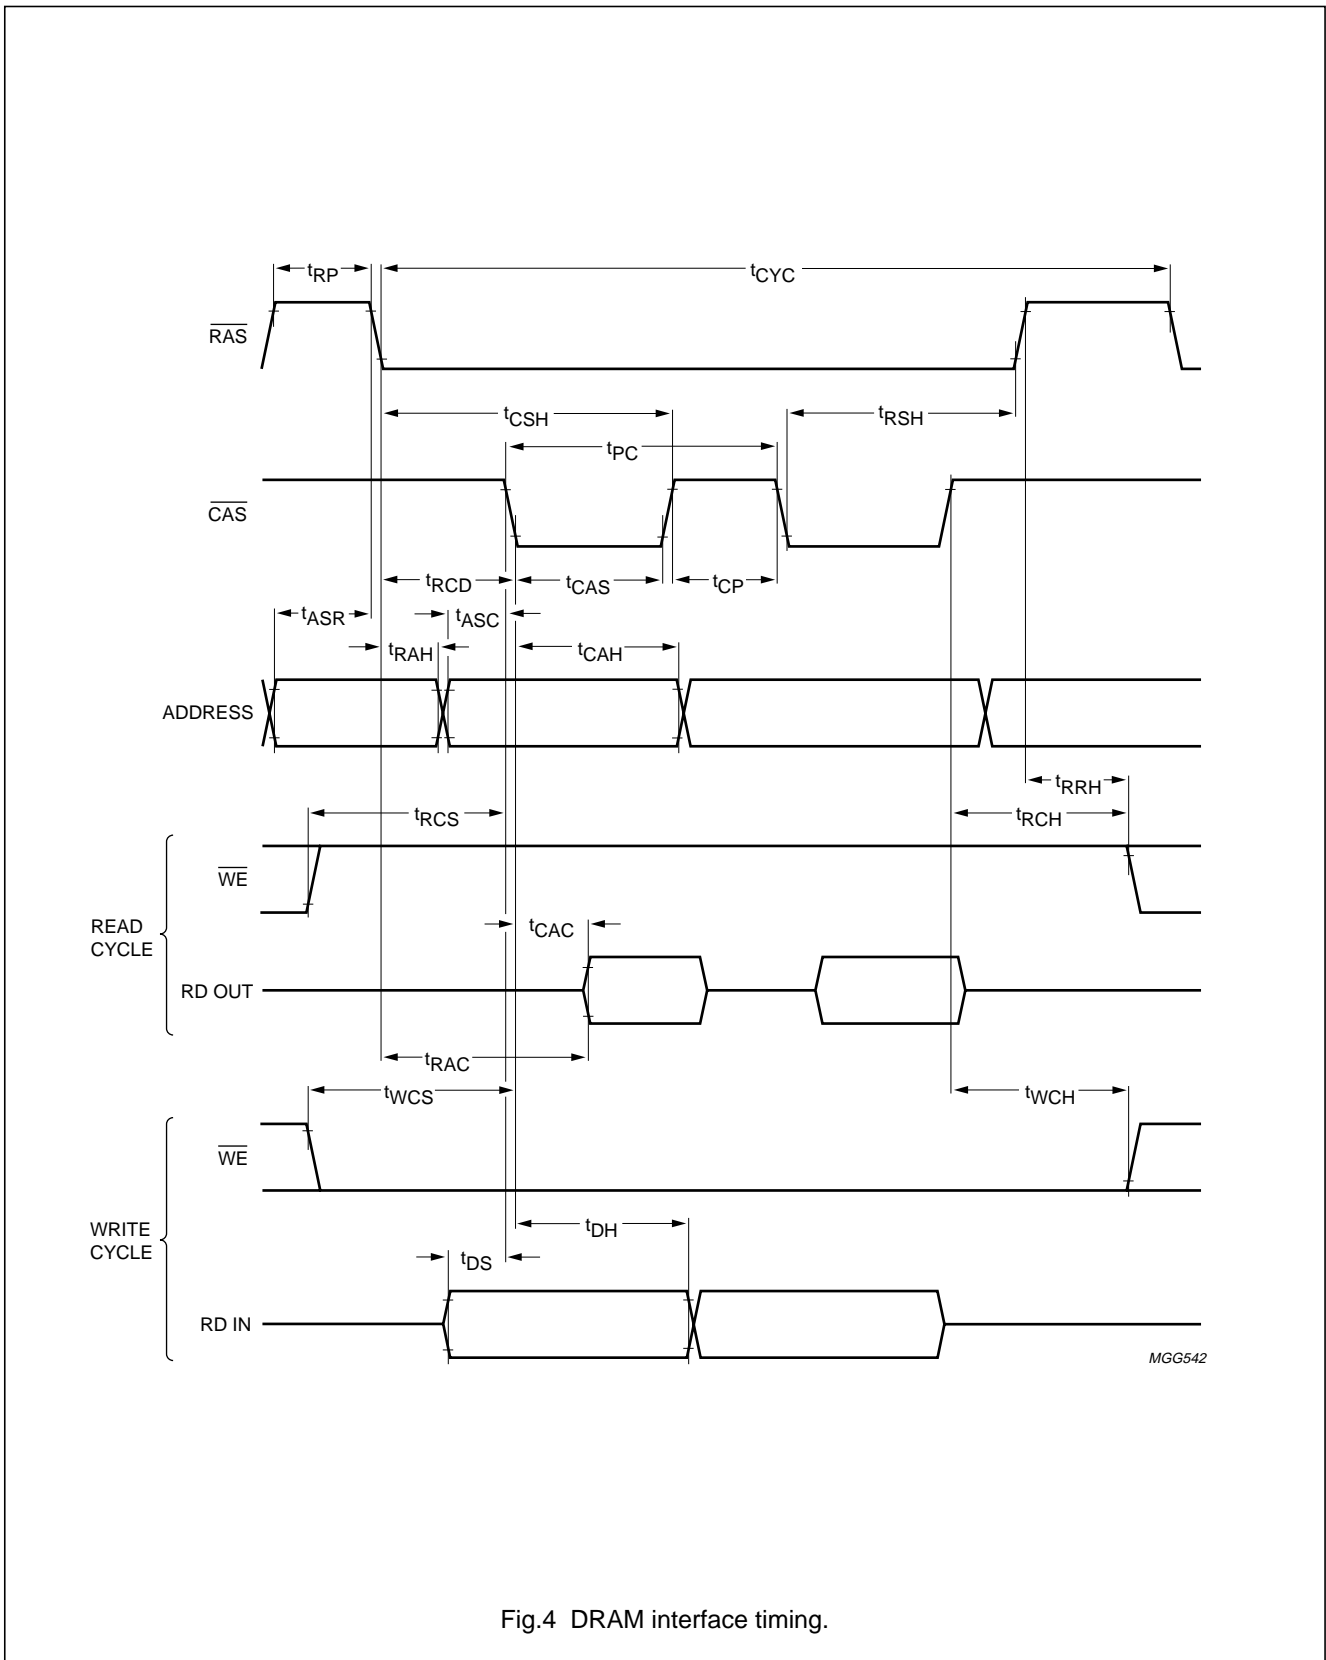 tRP
tCYC
RAS
tCSH
tRSH
tPC
CAS
tRCD
tCAS
tCP
tASR
tASC
tRAH
tCAH
ADDRESS
tRRH
tRCS
tRCH
WE
READ
CYCLE
tCAC
RD OUT
tRAC
tWCS
tWCH
WE
WRITE
CYCLE
tDH
tDS
RD IN
MGG542
Fig.4 DRAM interface timing.